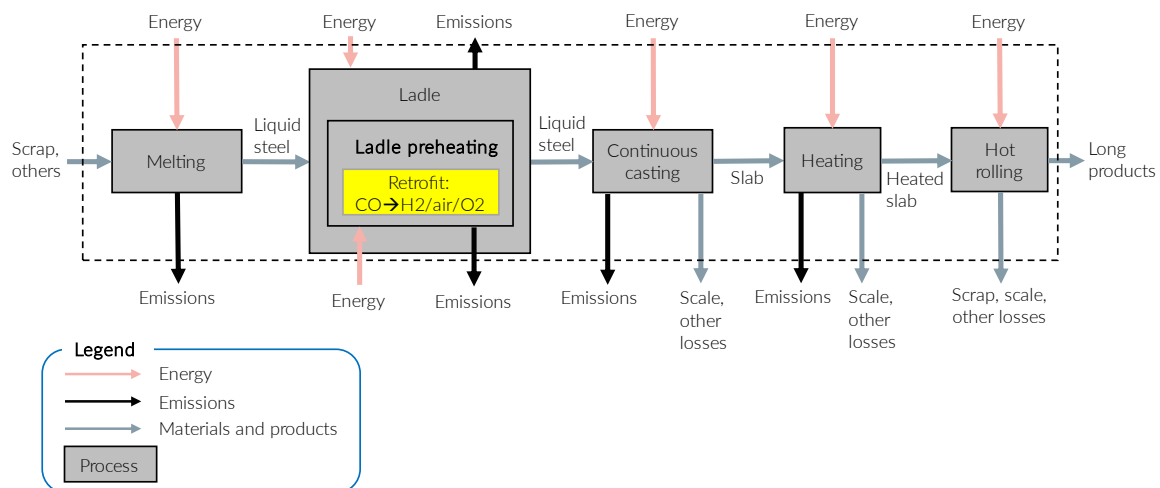 Energy
Energy
Emissions
Energy
Energy
Energy
Ladle
Liquid
steel
Liquid
steel
Scrap,
others
Melting
Ladle preheating
Continuous
casting
Heating
Hot
rolling
Long
products
Slab
Heated
slab
Retrofit:
CO→H2/air/O2
Emissions
Energy
Emissions
Emissions
Scale,
other
losses
Emissions
Scale,
other
losses
Scrap, scale,
other losses
Legend
Energy
Emissions
Materials and products
Process